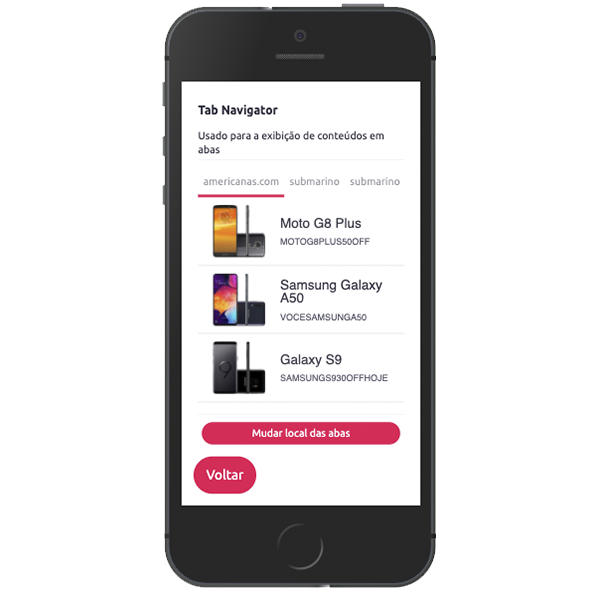 Tab Navigator
Usado para a exibição de conteúdos em
abas
americanas.com submarino submarino
Moto G8 Plus
MOTOG8PLUS50OFF
Samsung Galaxy
A50
VOCESAMSUNGA50
Galaxy S9
SAMSUNGS930OFFHOJE
Mudar local das abas
Voltar